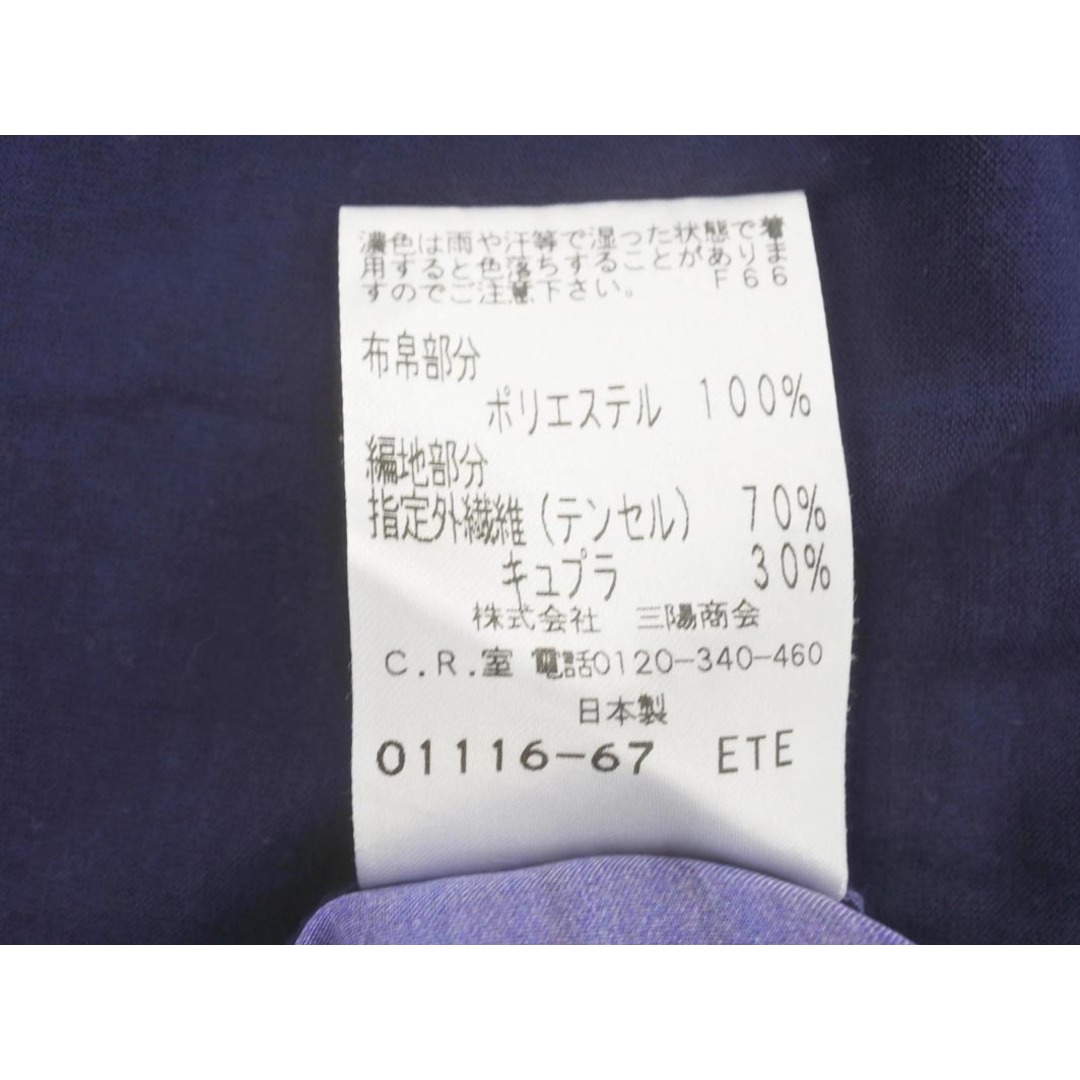 濃色は雨や汗等で湿った状態で着
用すると色落ちすることがありま
すのでご注意下さい。 F66
布帛部分
ポリエステル 100%
編地部分
指定外繊維(テンセル) 70%
キュプラ 30%
株式会社 三陽商会
C.R.室 電話0120-340-460
日本製
01116-67 ETE